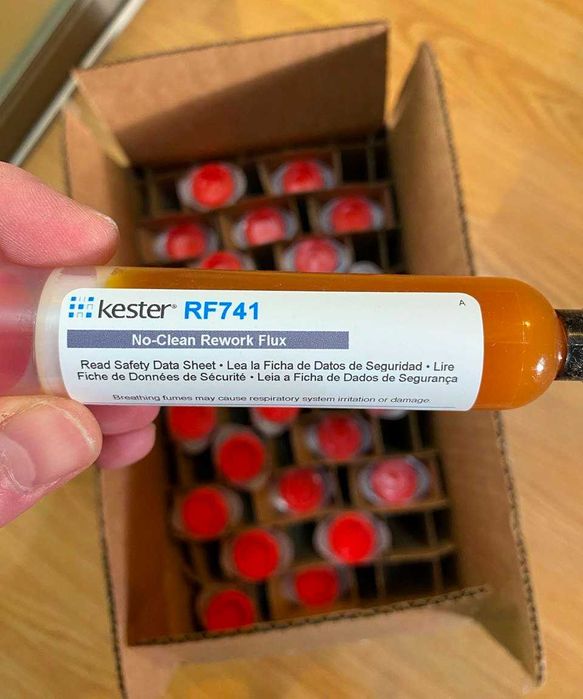 kester® RF741
A
No-Clean Rework Flux
Read Safety Data Sheet • Lea la Ficha de Datos de Seguridad • Lire
Fiche de Données de Sécurité • Leia a Ficha de Dados de Segurança
Breathing fumes may cause respiratory system irritation or damage.